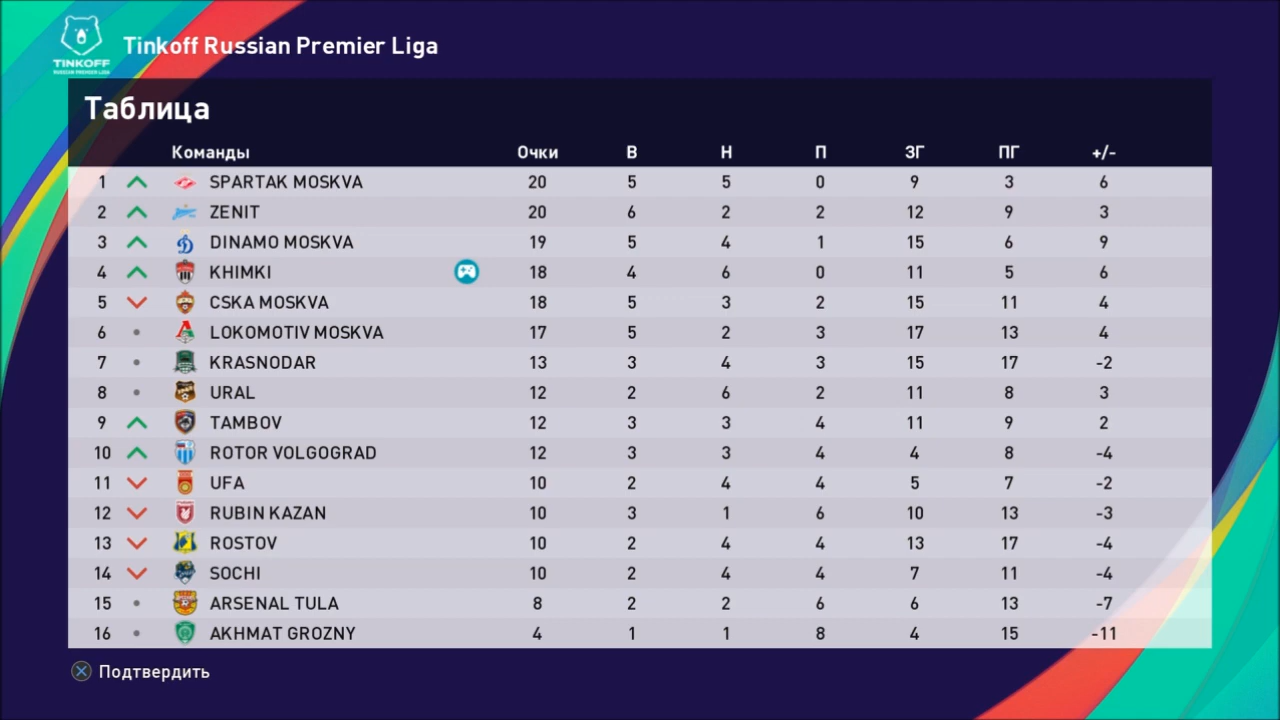 Tinkoff Russian Premier Liga
TINKOFF
RUSSIAN PREMIER LIGA
Таблица
Команды Очки В Н П ЗГ ПГ +/-
1 SPARTAK MOSKVA 20 5 5 0 9 3 6
2 ZENIT 20 6 2 2 12 9 3
3 DINAMO MOSKVA 19 5 4 1 15 6 9
4 KHIMKI 18 4 6 0 11 5 6
5 CSKA MOSKVA 18 5 3 2 15 11 4
6 LOKOMOTIV MOSKVA 17 5 2 3 17 13 4
7 KRASNODAR 13 3 4 3 15 17 -2
8 URAL 12 2 6 2 11 8 3
9 TAMBOV 12 3 3 4 11 9 2
10 ROTOR VOLGOGRAD 12 3 3 4 4 8 -4
11 UFA 10 2 4 4 5 7 -2
12 RUBIN KAZAN 10 3 1 6 10 13 -3
13 ROSTOV 10 2 4 4 13 17 -4
14 SOCHI 10 2 4 4 7 11 -4
15 ARSENAL TULA 8 2 2 6 6 13 -7
16 AKHMAT GROZNY 4 1 1 8 4 15 -11
Подтвердить